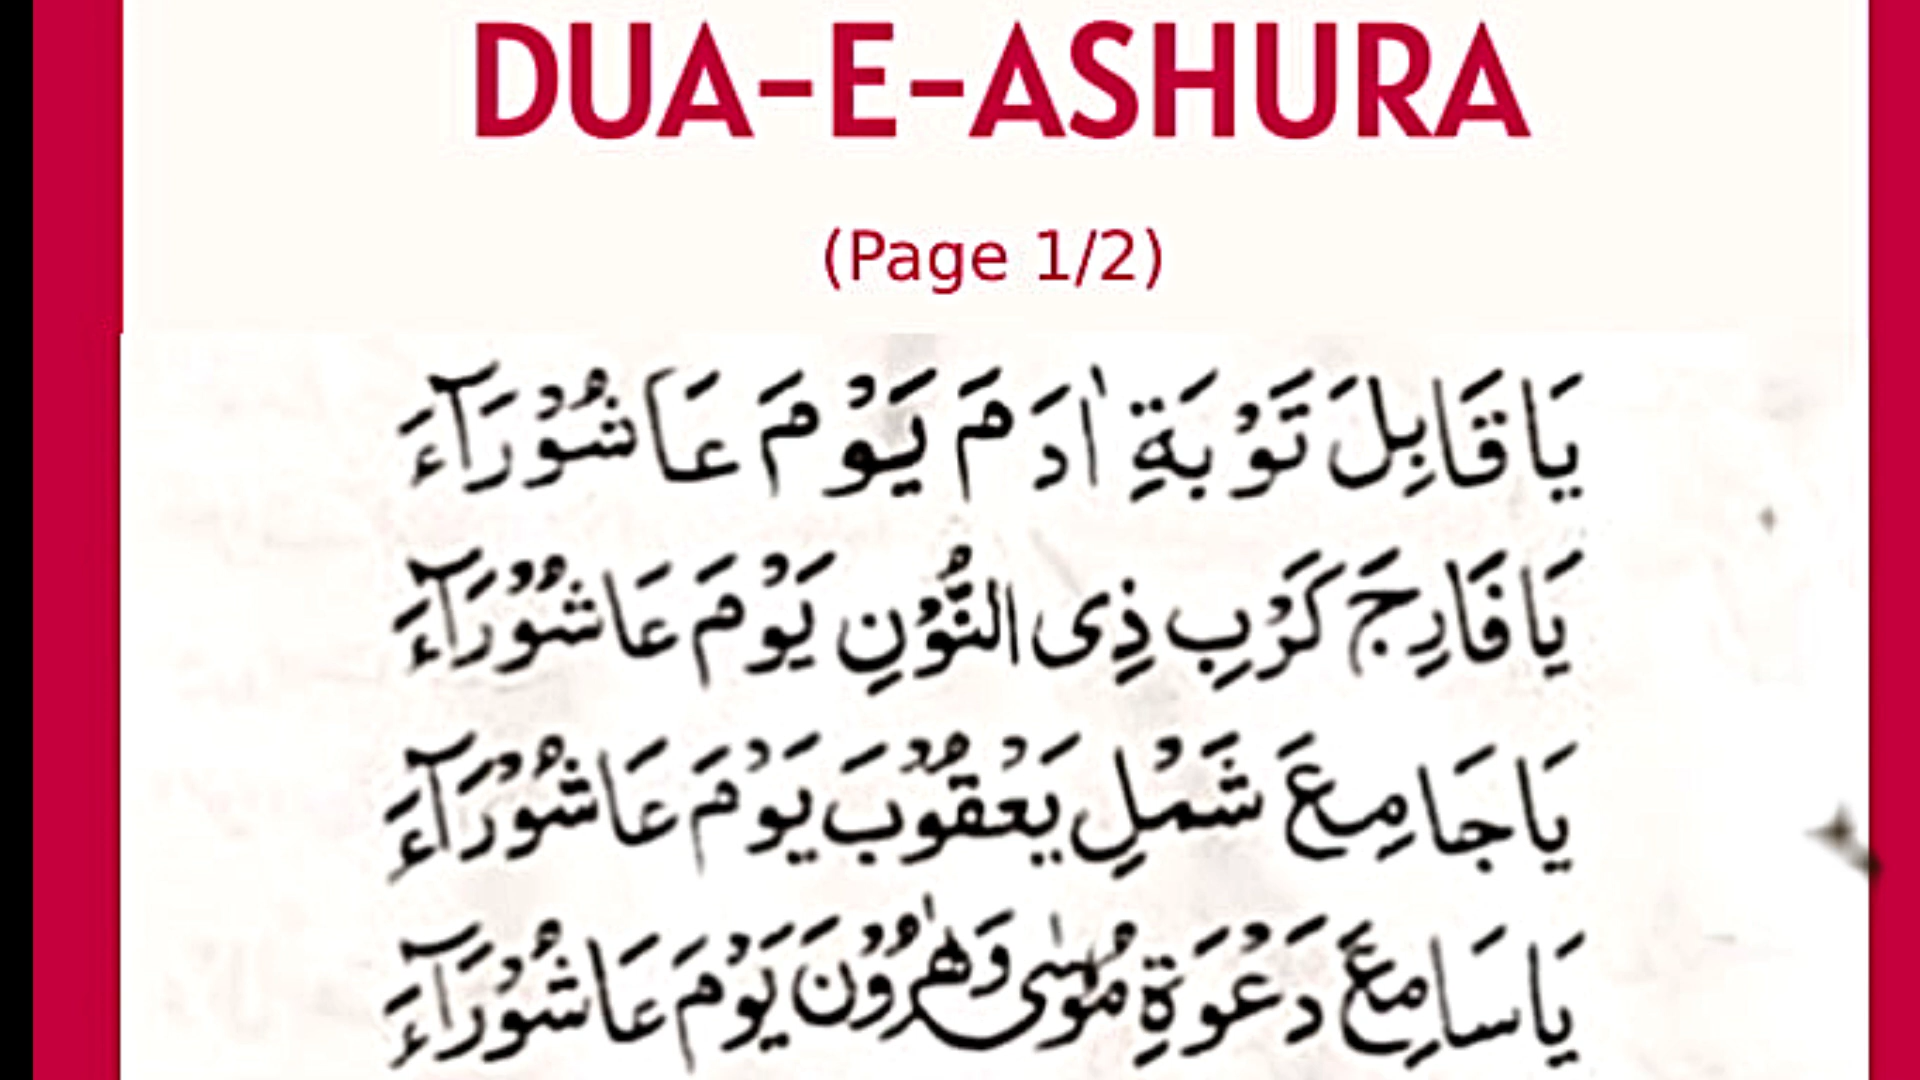 DUA-E-ASHURA
(Page 1/2)
يَا قَابِلَ تَوْبَةِ اٰدَمَ يَوْمَ عَاشُوْرَآءَ
يَا فَارِجَ كَرْبِ ذِى النُّوْنِ يَوْمَ عَاشُوْرَآءَ
يَا جَامِعَ شَمْلِ يَعْقُوْبَ يَوْمَ عَاشُوْرَآءَ
يَا سَامِعَ دَعْوَةِ مُوْسٰى وَهٰرُوْنَ يَوْمَ عَاشُوْرَآءَ